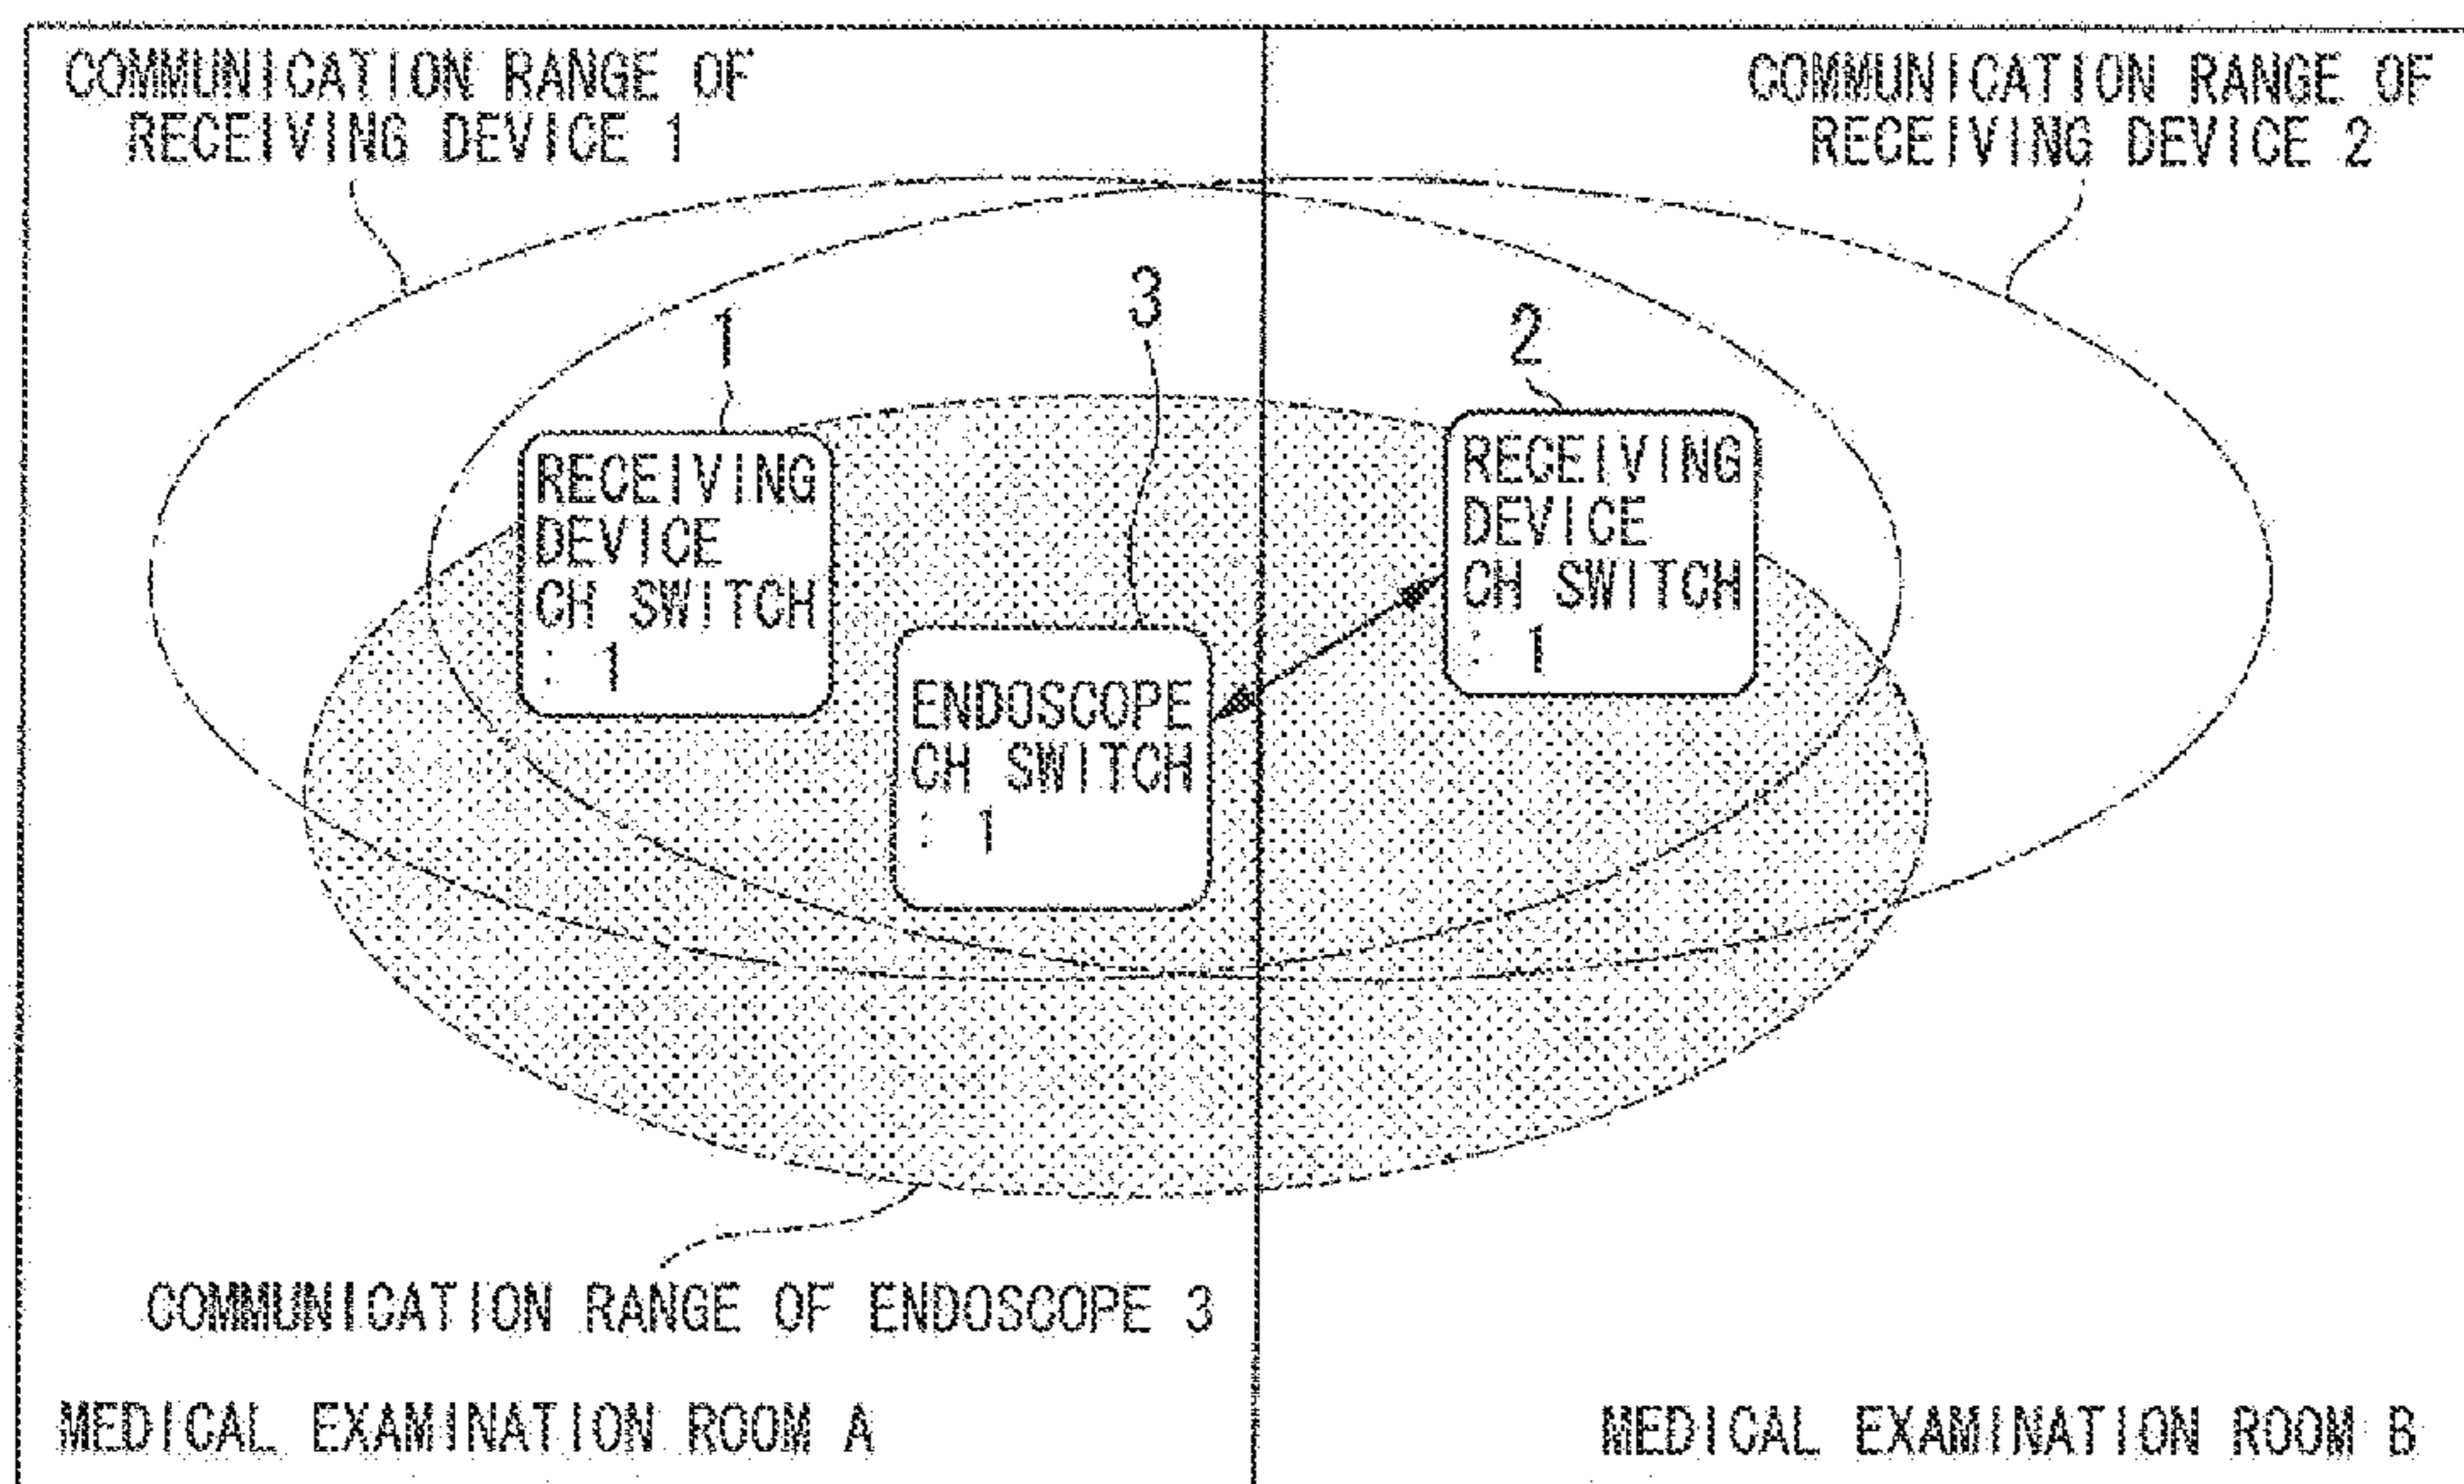 COMMUNICATION RANGE OF
RECEIVING DEVICE 1
COMMUNICATION RANGE OF
RECEIVING DEVICE 2
1
3
2
RECEIVING
DEVICE
CH SWITCH
: 1
RECEIVING
DEVICE
CH SWITCH
: 1
ENDOSCOPE
CH SWITCH
: 1
COMMUNICATION RANGE OF ENDOSCOPE 3
MEDICAL EXAMINATION ROOM A
MEDICAL EXAMINATION ROOM B